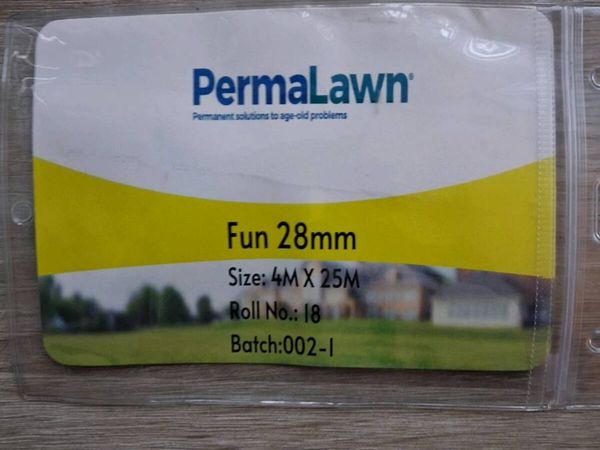 PermaLawn®
Permanent solutions to age-old problems
Fun 28mm
Size: 4M X 25M
Roll No.: 18
Batch:002-1